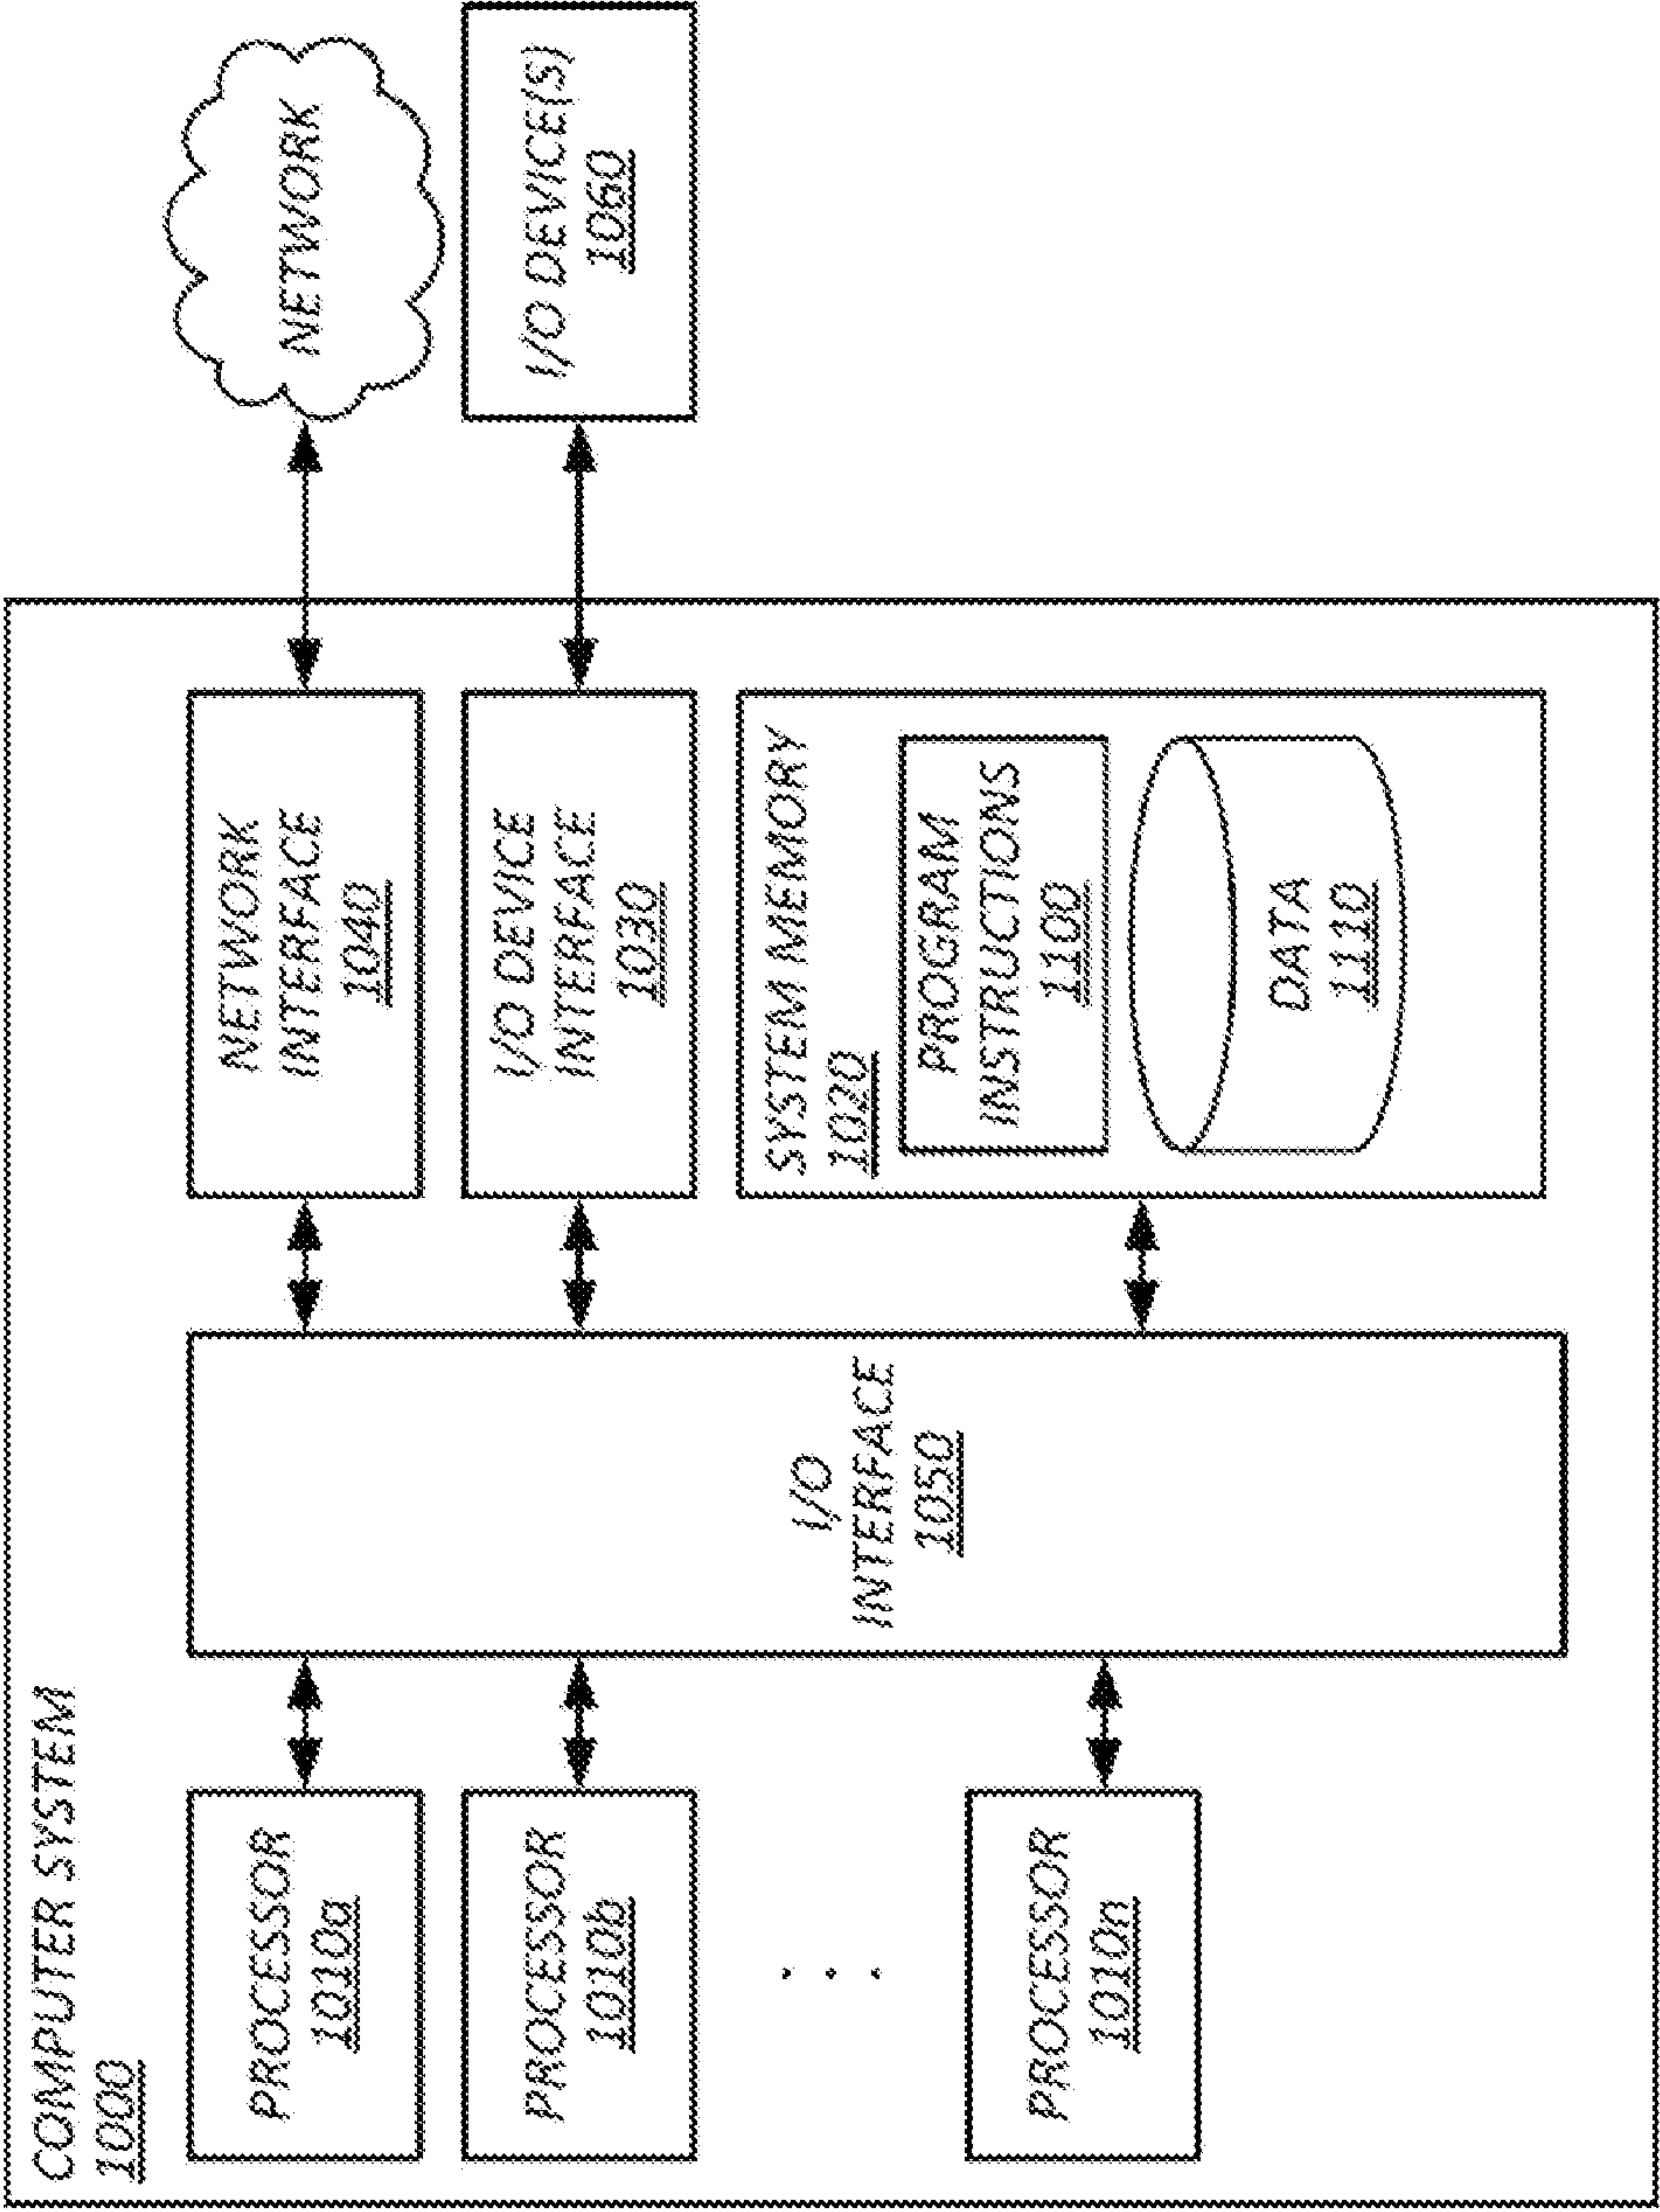 COMPUTER SYSTEM
1000
PROCESSOR
1010a
PROCESSOR
1010b
. . .
PROCESSOR
1010n
I/O
INTERFACE
1050
NETWORK
INTERFACE
1040
I/O DEVICE
INTERFACE
1030
SYSTEM MEMORY
1020
PROGRAM
INSTRUCTIONS
1100
DATA
1110
NETWORK
I/O DEVICE(S)
1060